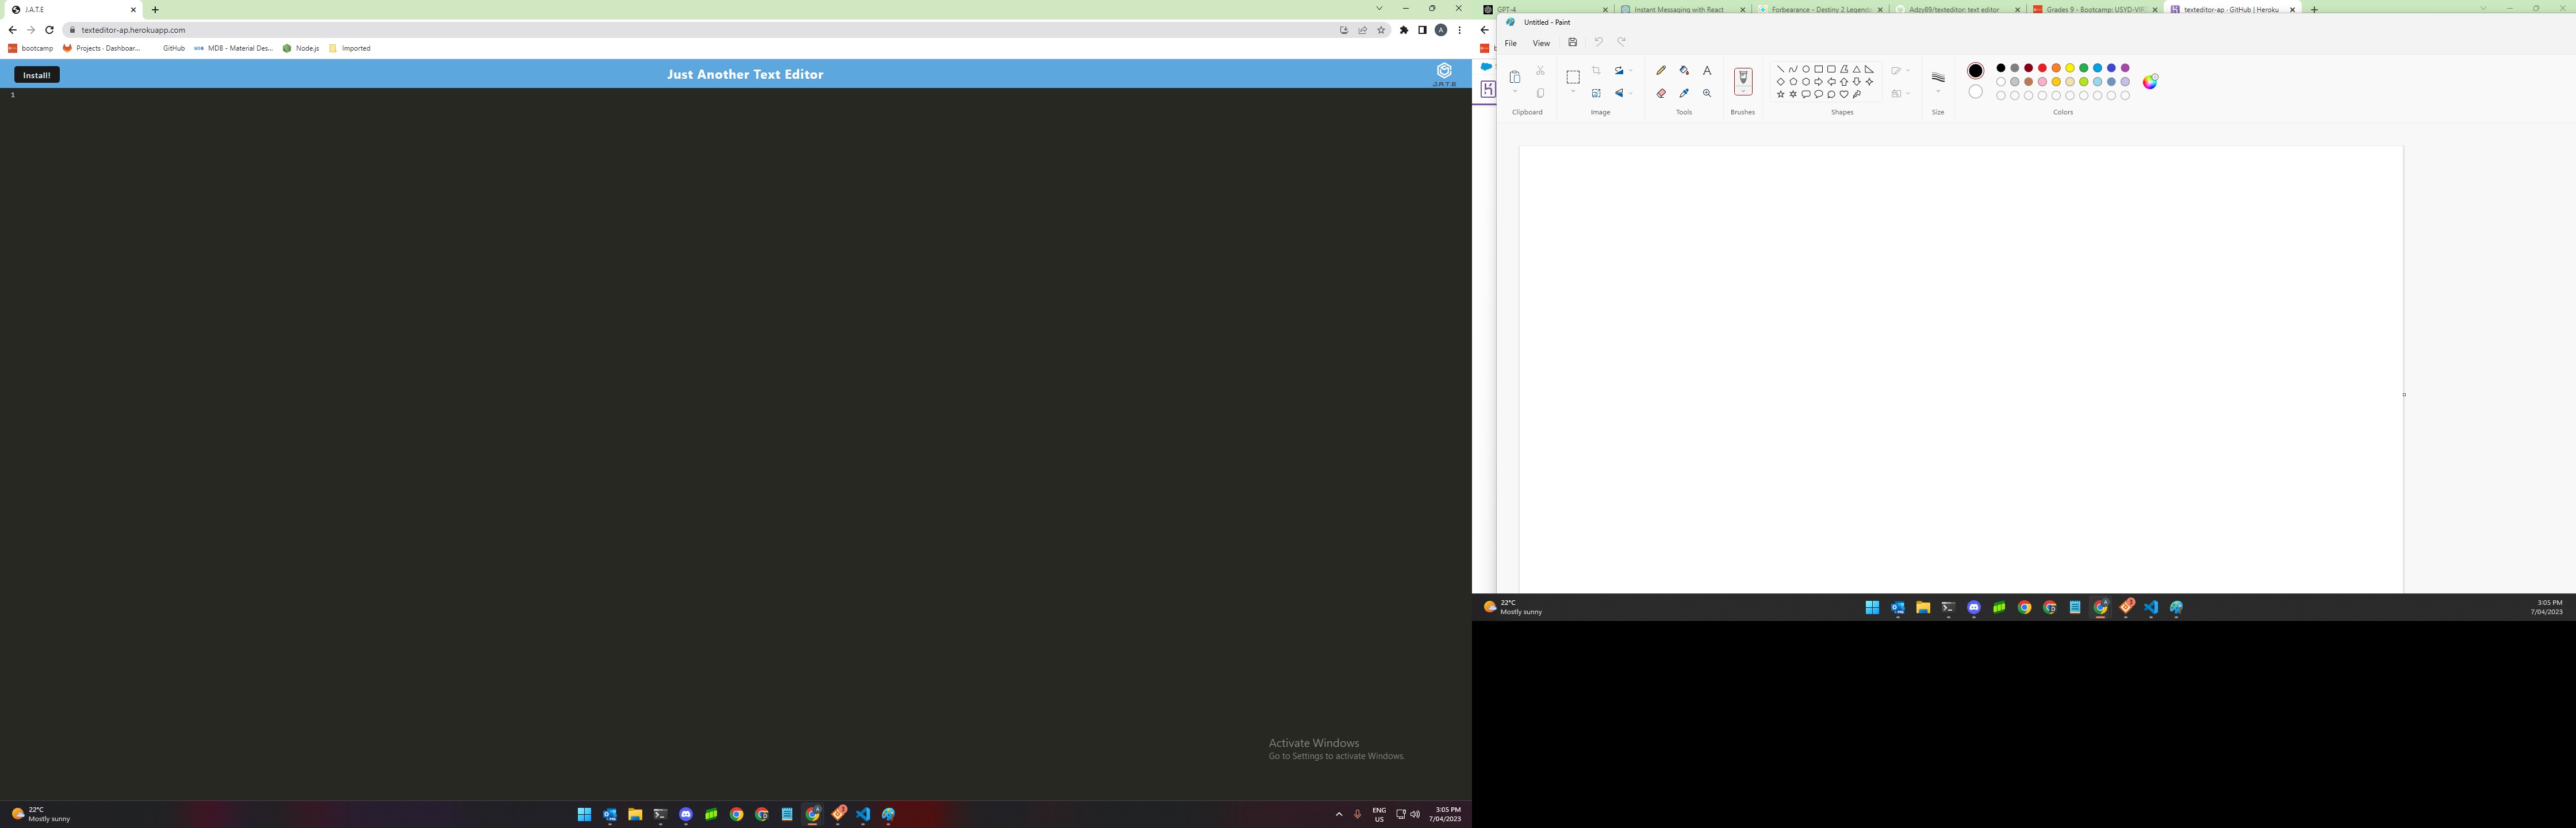 J.A.T.E
texteditor-ap.herokuapp.com
bootcamp
Projects · Dashboar...
GitHub
MDB - Material Des...
Node.js
Imported
Install!
Just Another Text Editor
J.A.T.E
1
Activate Windows
Go to Settings to activate Windows.
22°C
Mostly sunny
ENG
US
3:05 PM
7/04/2023
GPT-4
Instant Messaging with React
Forbearance - Destiny 2 Legenda
Adzy89/texteditor: text editor
Grades 9 - Bootcamp: USYD-VIR
texteditor-ap · GitHub | Heroku
Untitled - Paint
File
View
Clipboard
Image
Tools
Brushes
Shapes
Size
Colors
22°C
Mostly sunny
3:05 PM
7/04/2023